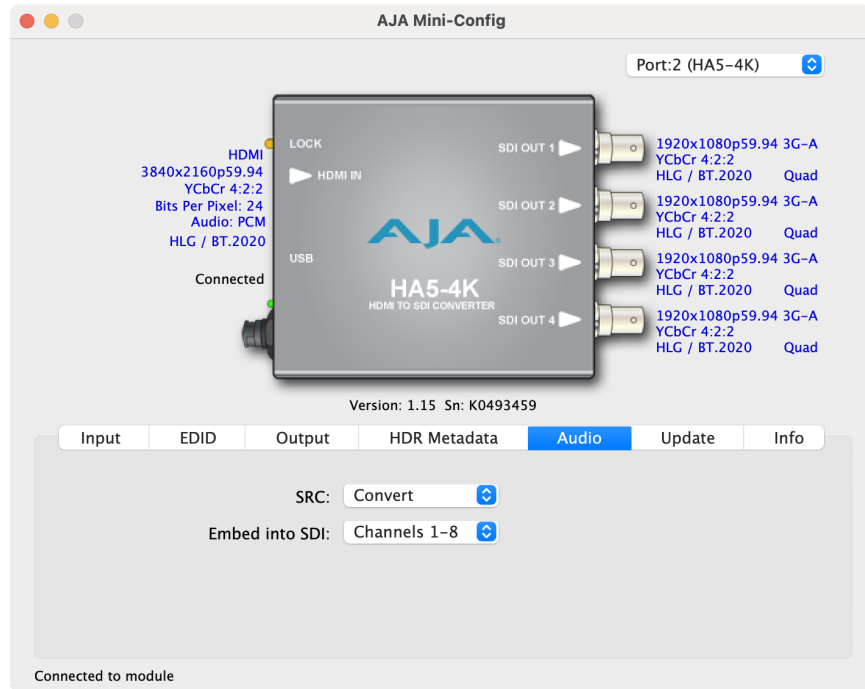 AJA Mini-Config
Port:2 (HA5-4K)
LOCK
HDMI IN
USB
HDMI
3840x2160p59.94
YCbCr 4:2:2
Bits Per Pixel: 24
Audio: PCM
HLG / BT.2020
Connected
AJA
HA5-4K
HDMI TO SDI CONVERTER
SDI OUT 1
SDI OUT 2
SDI OUT 3
SDI OUT 4
1920x1080p59.94 3G-A
YCbCr 4:2:2
HLG / BT.2020 Quad
1920x1080p59.94 3G-A
YCbCr 4:2:2
HLG / BT.2020 Quad
1920x1080p59.94 3G-A
YCbCr 4:2:2
HLG / BT.2020 Quad
1920x1080p59.94 3G-A
YCbCr 4:2:2
HLG / BT.2020 Quad
Version: 1.15 Sn: K0493459
Input EDID Output HDR Metadata Audio Update Info
SRC: Convert
Embed into SDI: Channels 1-8
Connected to module